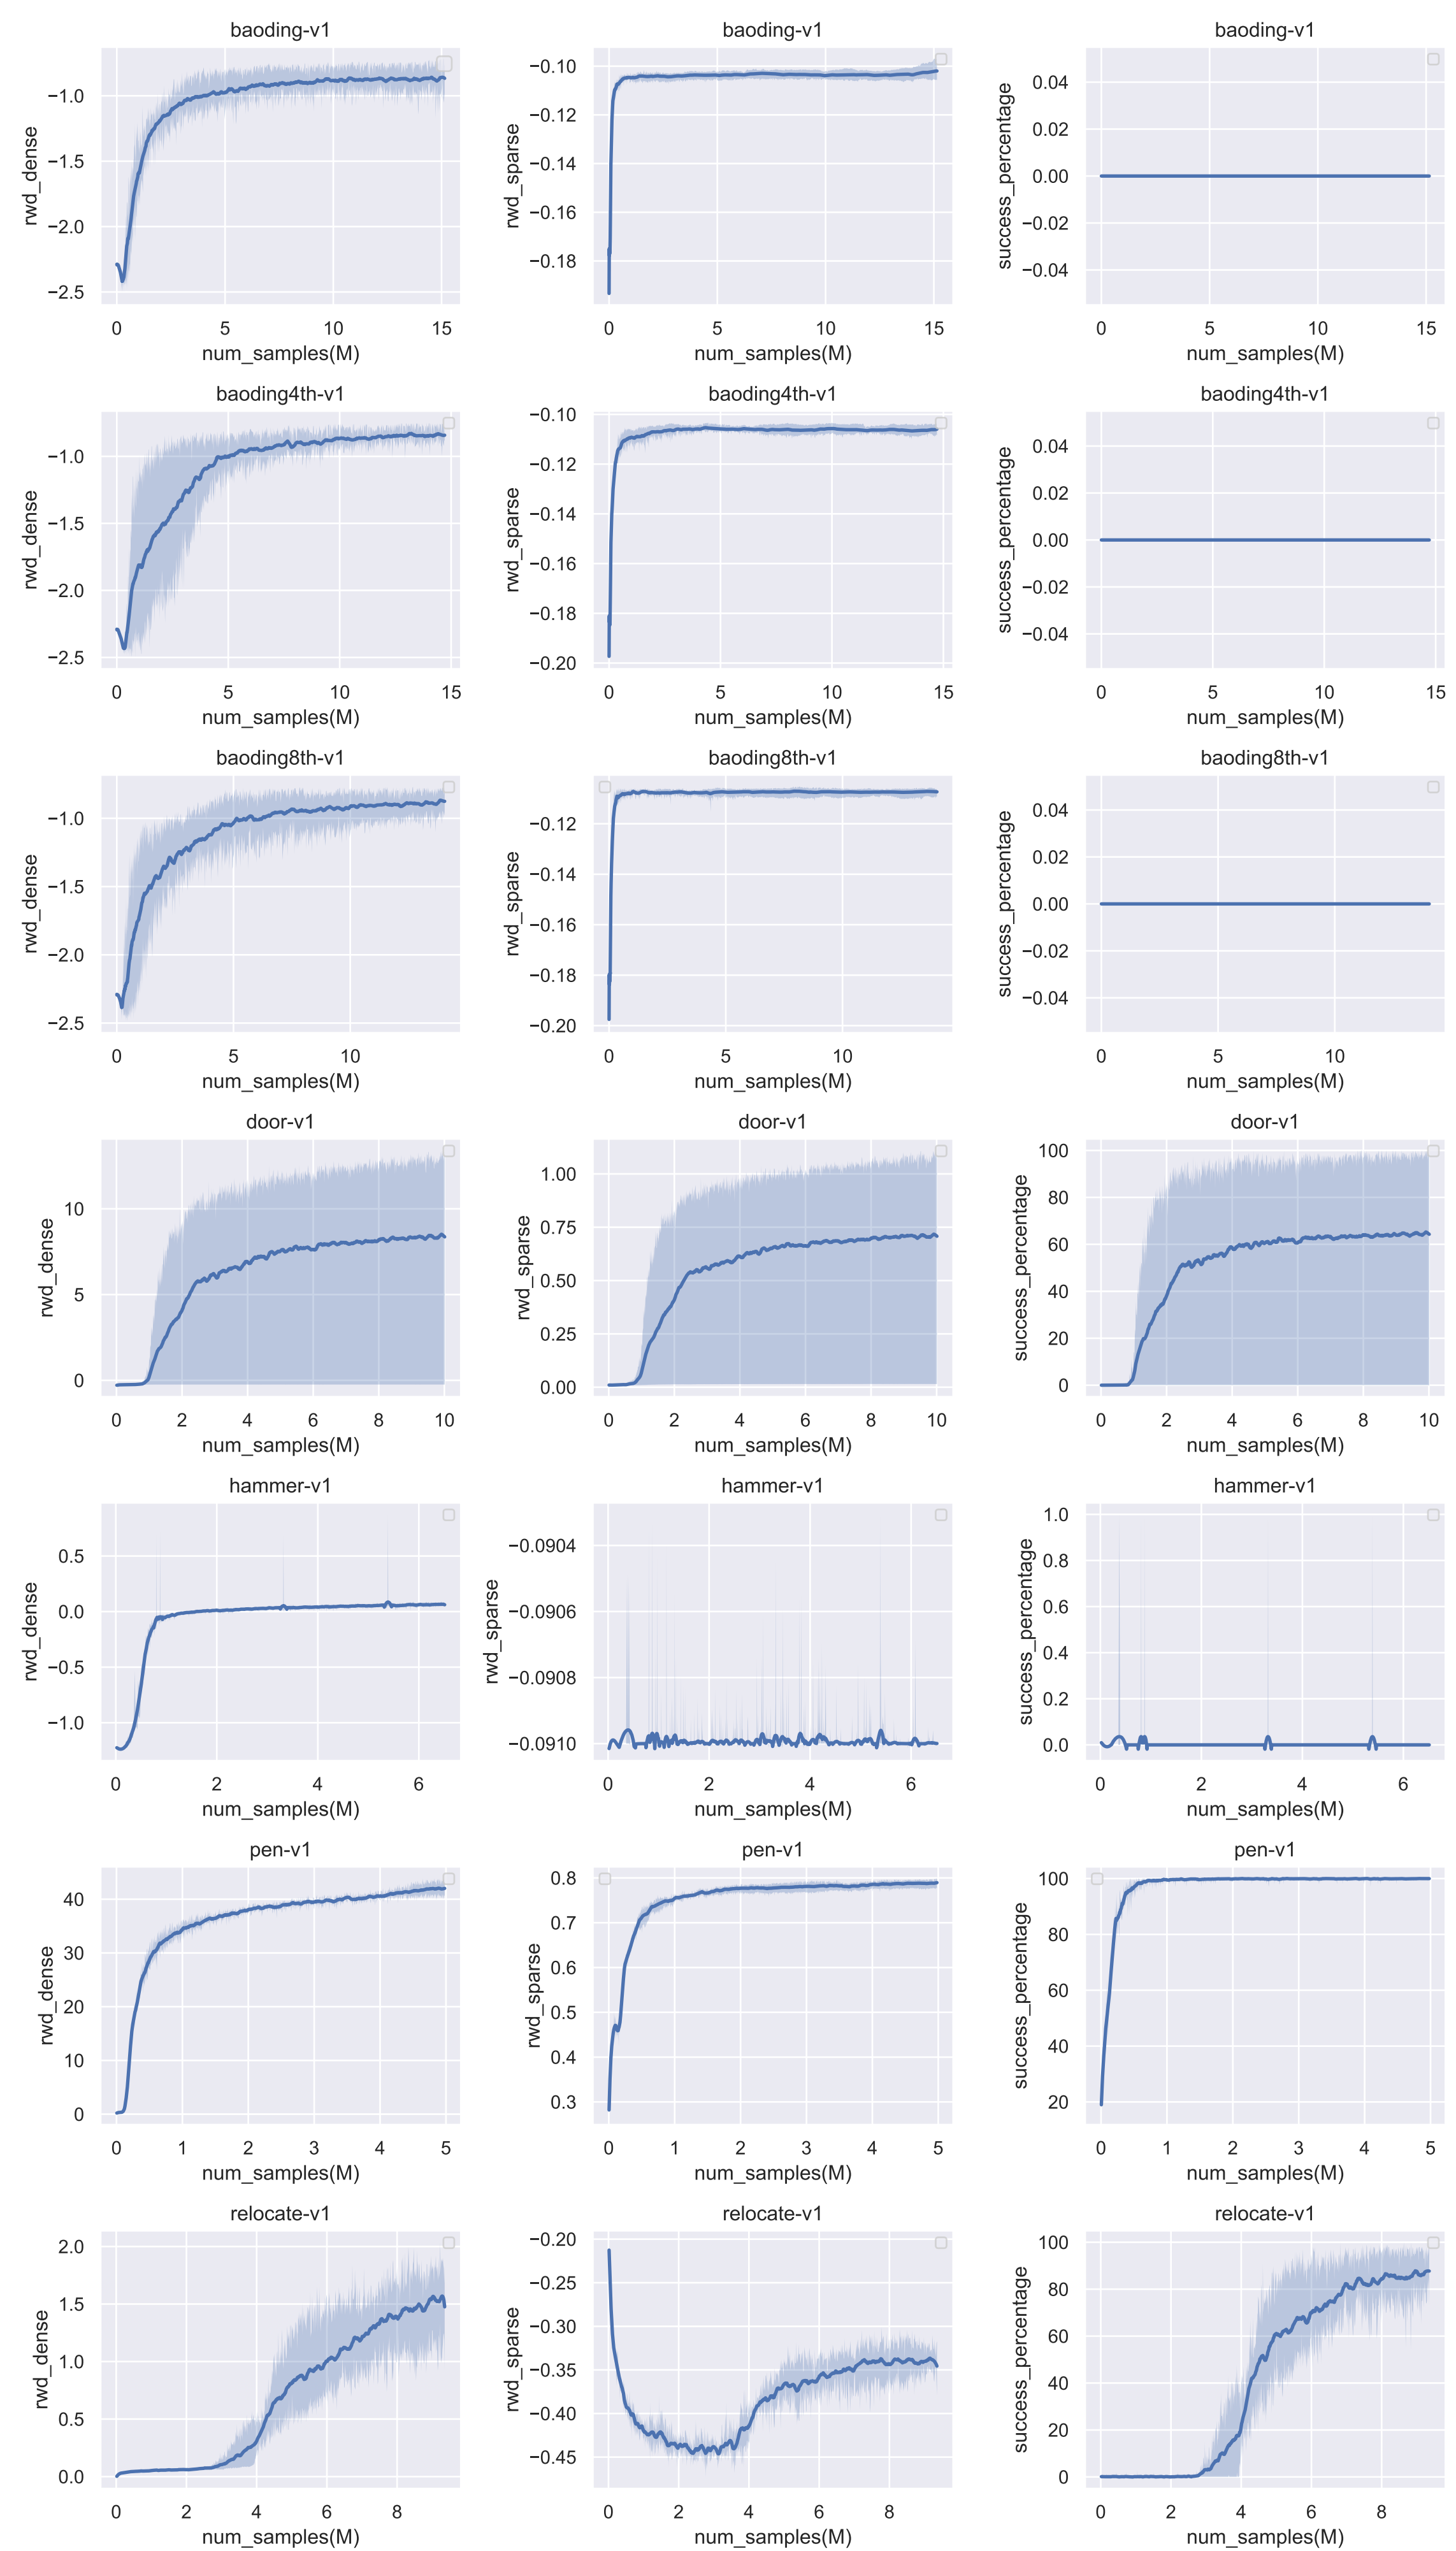 baoding-v1 baoding-v1 baoding-v1
rwd_dense
−1.0
−1.5
−2.0
−2.5
0 5 10 15
num_samples(M)
rwd_sparse
−0.10
−0.12
−0.14
−0.16
−0.18
0 5 10 15
num_samples(M)
success_percentage
0.04
0.02
0.00
−0.02
−0.04
0 5 10 15
num_samples(M)
baoding4th-v1 baoding4th-v1 baoding4th-v1
rwd_dense
−1.0
−1.5
−2.0
−2.5
0 5 10 15
num_samples(M)
rwd_sparse
−0.10
−0.12
−0.14
−0.16
−0.18
−0.20
0 5 10 15
num_samples(M)
success_percentage
0.04
0.02
0.00
−0.02
−0.04
0 5 10 15
num_samples(M)
baoding8th-v1 baoding8th-v1 baoding8th-v1
rwd_dense
−1.0
−1.5
−2.0
−2.5
0 5 10
num_samples(M)
rwd_sparse
−0.12
−0.14
−0.16
−0.18
−0.20
0 5 10
num_samples(M)
success_percentage
0.04
0.02
0.00
−0.02
−0.04
0 5 10
num_samples(M)
door-v1 door-v1 door-v1
rwd_dense
10
5
0
0 2 4 6 8 10
num_samples(M)
rwd_sparse
1.00
0.75
0.50
0.25
0.00
0 2 4 6 8 10
num_samples(M)
success_percentage
100
80
60
40
20
0
0 2 4 6 8 10
num_samples(M)
hammer-v1 hammer-v1 hammer-v1
rwd_dense
0.5
0.0
−0.5
−1.0
0 2 4 6
num_samples(M)
rwd_sparse
−0.0904
−0.0906
−0.0908
−0.0910
0 2 4 6
num_samples(M)
success_percentage
1.0
0.8
0.6
0.4
0.2
0.0
0 2 4 6
num_samples(M)
pen-v1 pen-v1 pen-v1
rwd_dense
40
30
20
10
0
0 1 2 3 4 5
num_samples(M)
rwd_sparse
0.8
0.7
0.6
0.5
0.4
0.3
0 1 2 3 4 5
num_samples(M)
success_percentage
100
80
60
40
20
0 1 2 3 4 5
num_samples(M)
relocate-v1 relocate-v1 relocate-v1
rwd_dense
2.0
1.5
1.0
0.5
0.0
0 2 4 6 8
num_samples(M)
rwd_sparse
−0.20
−0.25
−0.30
−0.35
−0.40
−0.45
0 2 4 6 8
num_samples(M)
success_percentage
100
80
60
40
20
0
0 2 4 6 8
num_samples(M)